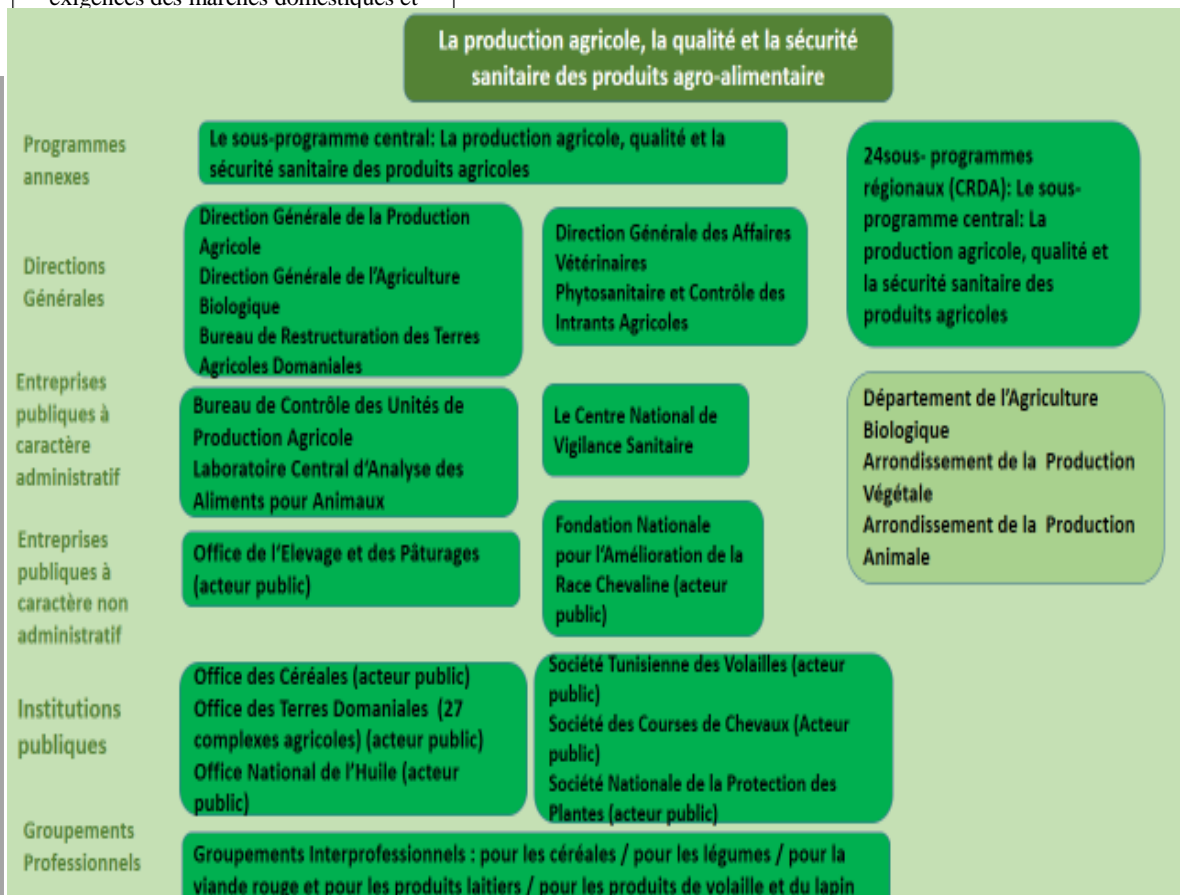 exigences des marchés domestiques et
La production agricole, la qualité et la sécurité
sanitaire des produits agro-alimentaire
Programmes
annexes
Le sous-programme central: La production agricole, qualité et la
sécurité sanitaire des produits agricoles
24sous- programmes
régionaux (CRDA): Le sous-
programme central: La
production agricole, qualité et
la sécurité sanitaire des
produits agricoles
Directions
Générales
Direction Générale de la Production
Agricole
Direction Générale de l'Agriculture
Biologique
Bureau de Restructuration des Terres
Agricoles Domaniales
Direction Générale des Affaires
Vétérinaires
Phytosanitaire et Contrôle des
Intrants Agricoles
Entreprises
publiques à
caractère
administratif
Bureau de Contrôle des Unités de
Production Agricole
Laboratoire Central d'Analyse des
Aliments pour Animaux
Le Centre National de
Vigilance Sanitaire
Département de l'Agriculture
Biologique
Arrondissement de la Production
Végétale
Arrondissement de la Production
Animale
Entreprises
publiques à
caractère non
administratif
Office de l'Elevage et des Pâturages
(acteur public)
Fondation Nationale
pour l'Amélioration de la
Race Chevaline (acteur
public)
Institutions
publiques
Office des Céréales (acteur public)
Office des Terres Domaniales (27
complexes agricoles) (acteur public)
Office National de l'Huile (acteur
public)
Société Tunisienne des Volailles (acteur
public)
Société des Courses de Chevaux (Acteur
public)
Société Nationale de la Protection des
Plantes (acteur public)
Groupements
Professionnels
Groupements Interprofessionnels : pour les céréales / pour les légumes / pour la
viande rouge et pour les produits laitiers / pour les produits de volaille et du lapin